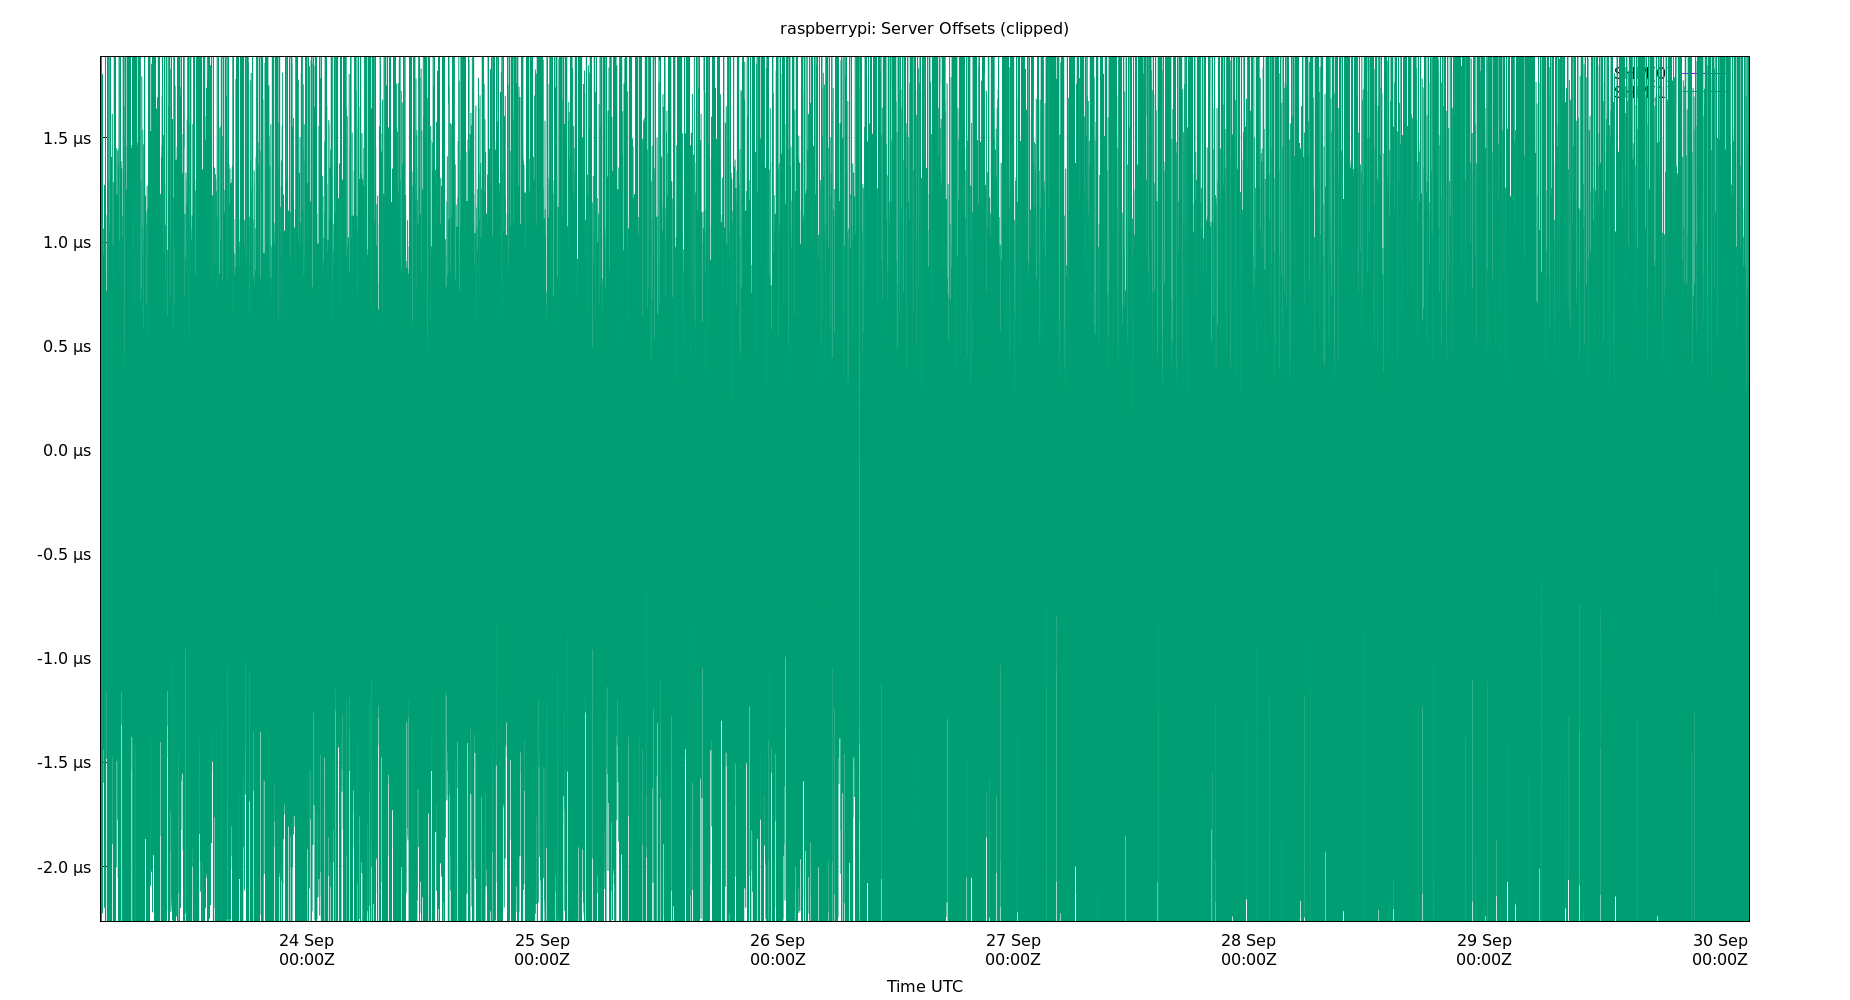 raspberrypi: Server Offsets (clipped)
SHM(0)
1.5 µs
1.0 µs
0.5 µs
0.0 µs
-0.5 µs
-1.0 µs
-1.5 µs
-2.0 µs
24 Sep 25 Sep 26 Sep 27 Sep 28 Sep 29 Sep 30 Sep
00:00Z 00:00Z 00:00Z 00:00Z 00:00Z 00:00Z 00:00Z
Time UTC